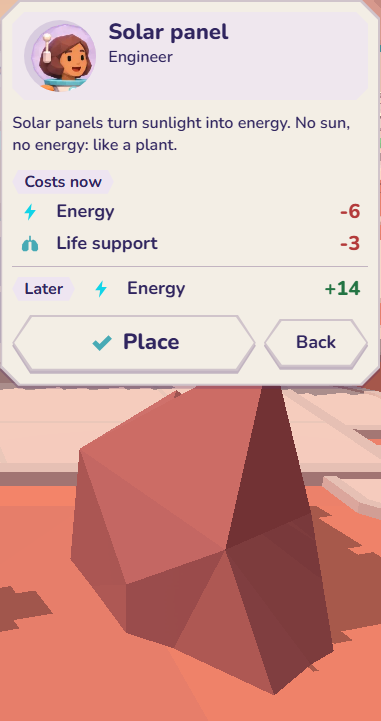 Solar panel
Engineer
Solar panels turn sunlight into energy. No sun,
no energy: like a plant.
Costs now
Energy -6
Life support -3
Later Energy +14
Place Back